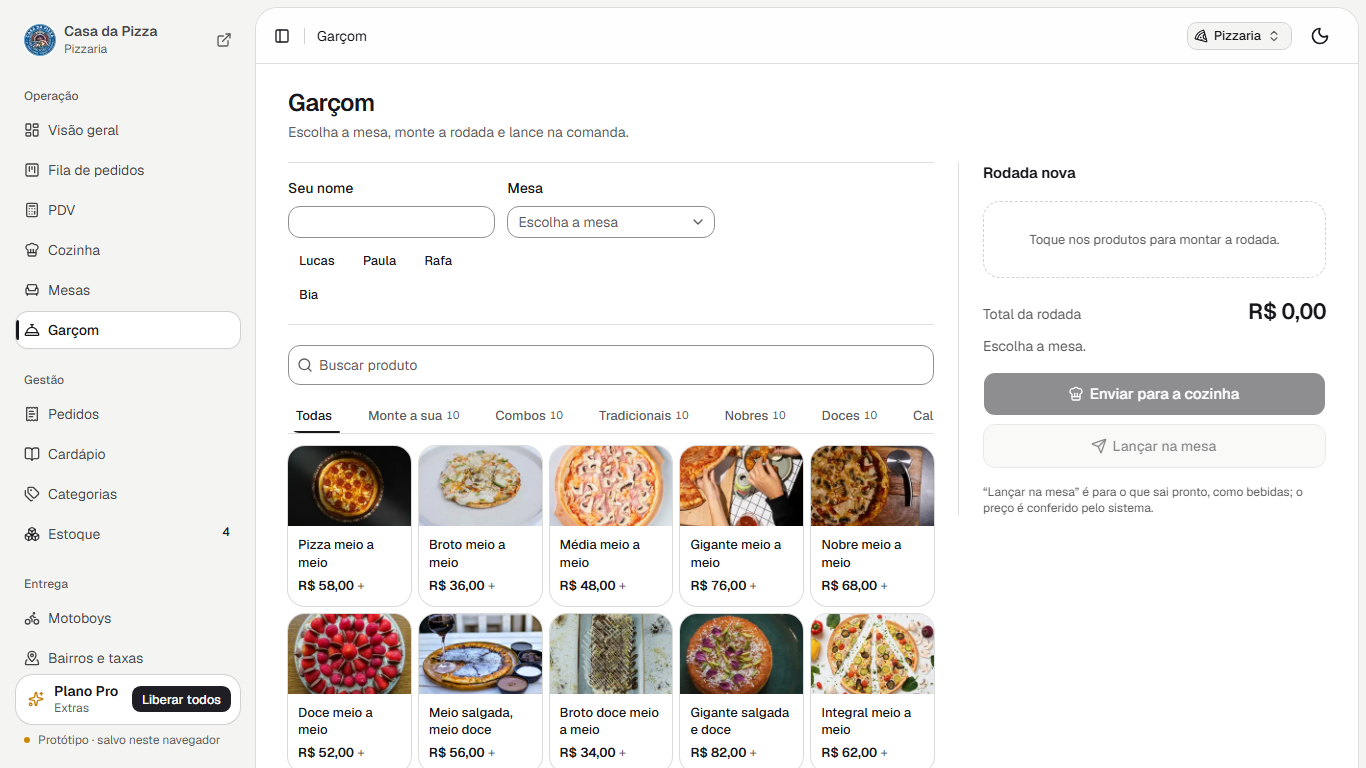 Casa da Pizza
Pizzaria
Operação
Visão geral
Fila de pedidos
PDV
Cozinha
Mesas
Garçom
Gestão
Pedidos
Cardápio
Categorias
Estoque 4
Entrega
Motoboys
Bairros e taxas
Plano Pro
Extras
Liberar todos
Protótipo · salvo neste navegador
Garçom
Pizzaria
Garçom
Escolha a mesa, monte a rodada e lance na comanda.
Seu nome
Mesa
Escolha a mesa
Lucas Paula Rafa
Bia
Buscar produto
Todas Monte a sua 10 Combos 10 Tradicionais 10 Nobres 10 Doces 10 Cal
Pizza meio a
meio
R$ 58,00 +
Broto meio a
meio
R$ 36,00 +
Média meio a
meio
R$ 48,00 +
Gigante meio a
meio
R$ 76,00 +
Nobre meio a
meio
R$ 68,00 +
Doce meio a
meio
R$ 52,00 +
Meio salgada,
meio doce
R$ 56,00 +
Broto doce meio
a meio
R$ 34,00 +
Gigante salgada
e doce
R$ 82,00 +
Integral meio a
meio
R$ 62,00 +
Rodada nova
Toque nos produtos para montar a rodada.
Total da rodada R$ 0,00
Escolha a mesa.
Enviar para a cozinha
Lançar na mesa
“Lançar na mesa” é para o que sai pronto, como bebidas; o
preço é conferido pelo sistema.